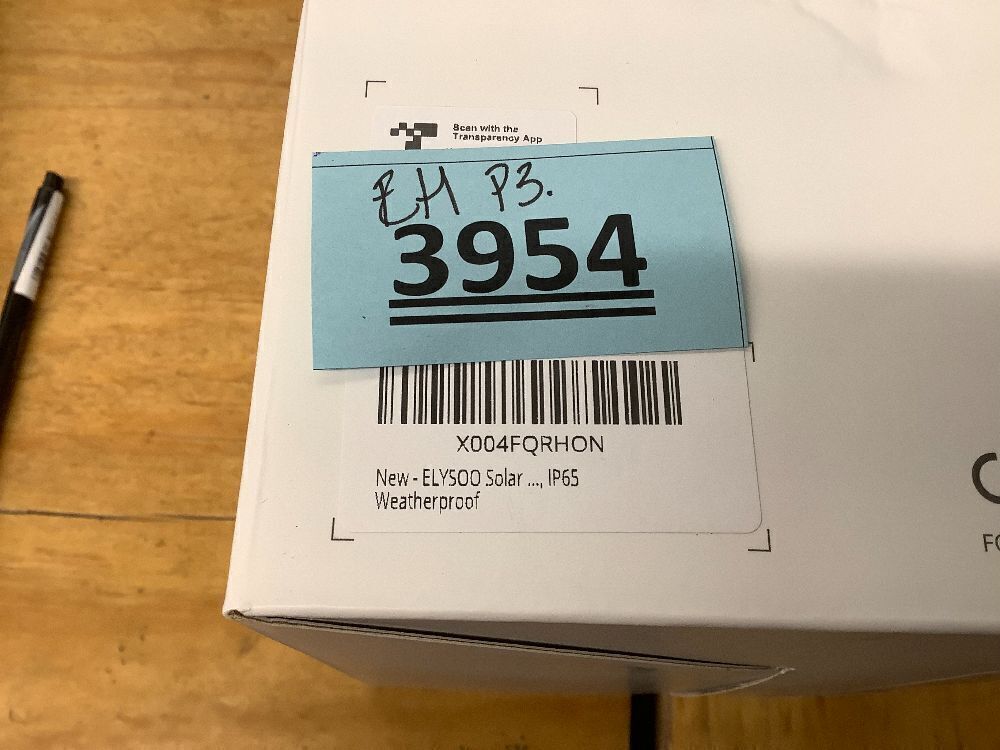 Scan with the
Transparency App
EH P3.
3954
X004FQRHON
New - ELYSOO Solar ..., IP65
Weatherproof